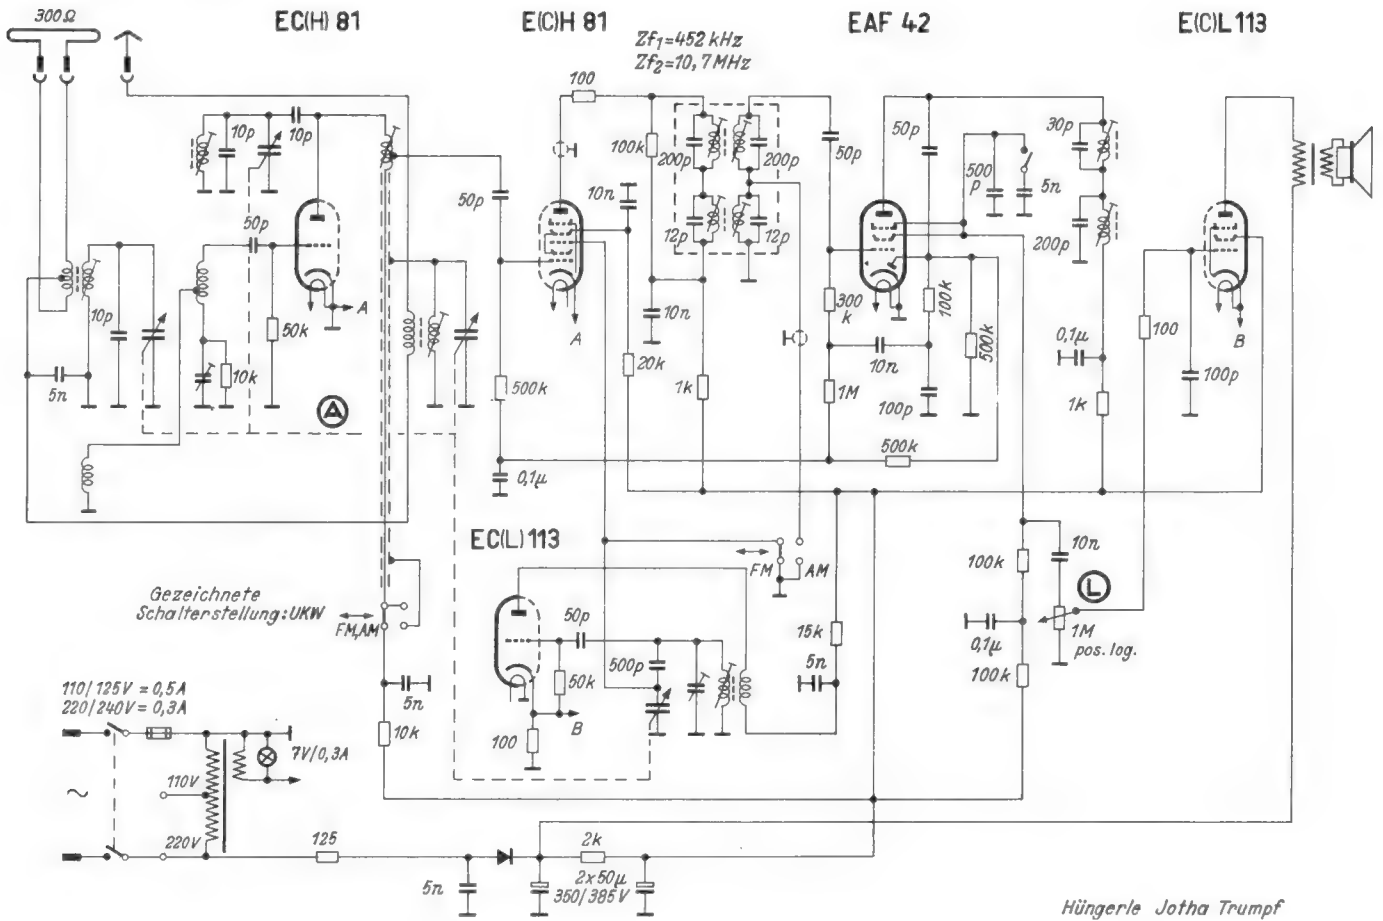 300Ω
EC(H) 81
E(C)H 81
EAF 42
E(C)L 113
Zf₁=452 kHz
Zf₂=10,7MHz
100
10p
10p
50p
50p
100k
10n
200p
200p
12p
12p
50p
50p
500
p
5n
30p
200p
10p
5n
10k
50k
A
A
500k
A
10n
20k
1k
300
k
1M
10n
100k
100p
500k
500k
0,1µ
1k
100
100p
B
0,1µ
EC(L) 113
Gezeichnete
Schalterstellung: UKW
FM,AM
50p
500p
50k
100
B
FM
AM
15k
5n
100k
10n
L
0,1µ
1M
pos. log.
100k
5n
10k
110/125V = 0,5A
220/240V = 0,3A
7V/0,3A
110V
~
220V
125
5n
2k
2x50µ
350/385V
Hüngerle Jotha Trumpf